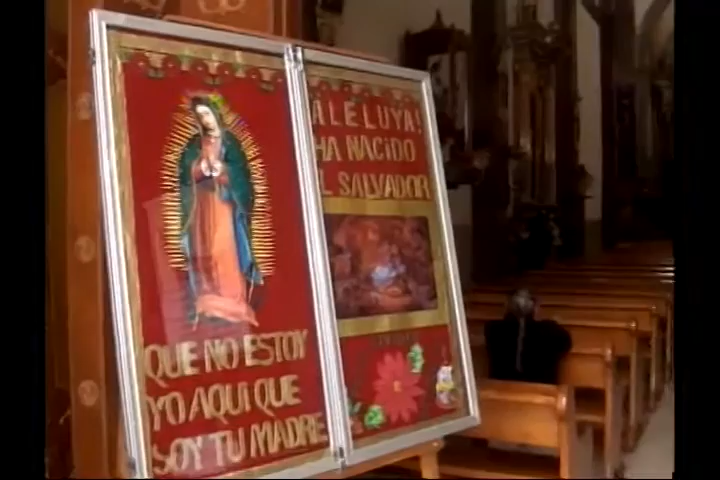 QUE NO ESTOY
YO AQUI QUE
SOY TU MADRE
ALELUYA!
HA NACIDO
EL SALVADOR